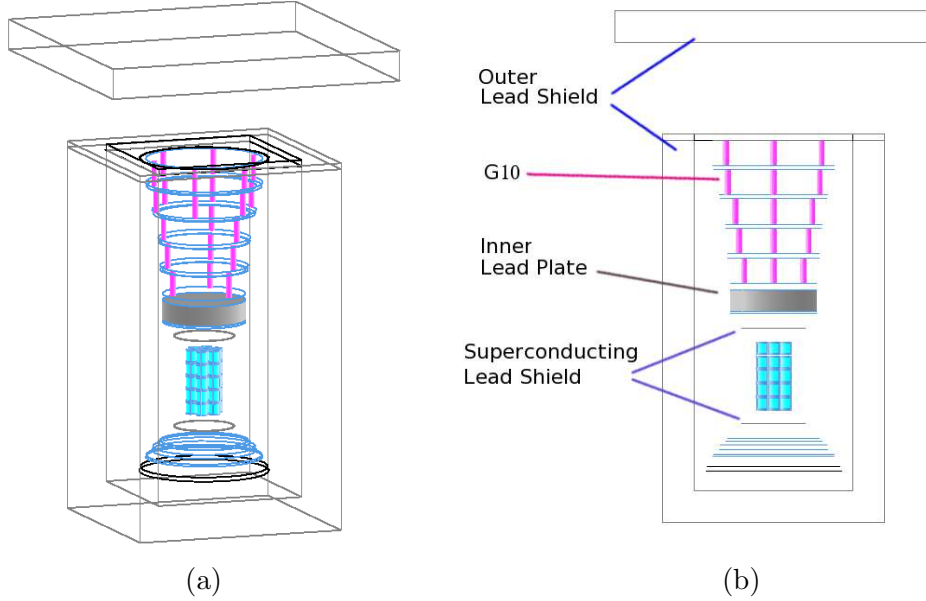 Outer
Lead Shield
G10
Inner
Lead Plate
Superconducting
Lead Shield
(a)
(b)